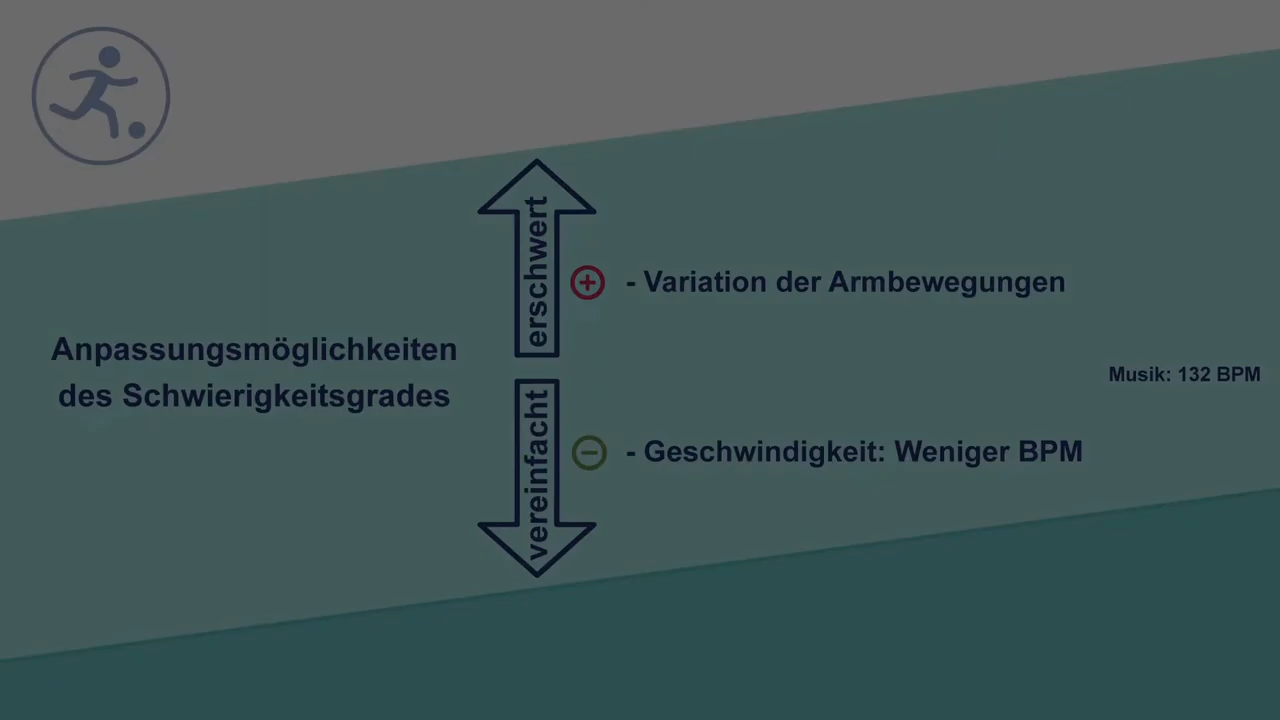 erschwert
- Variation der Armbewegungen
Anpassungsmöglichkeiten
des Schwierigkeitsgrades
Musik: 132 BPM
vereinfacht
- Geschwindigkeit: Weniger BPM